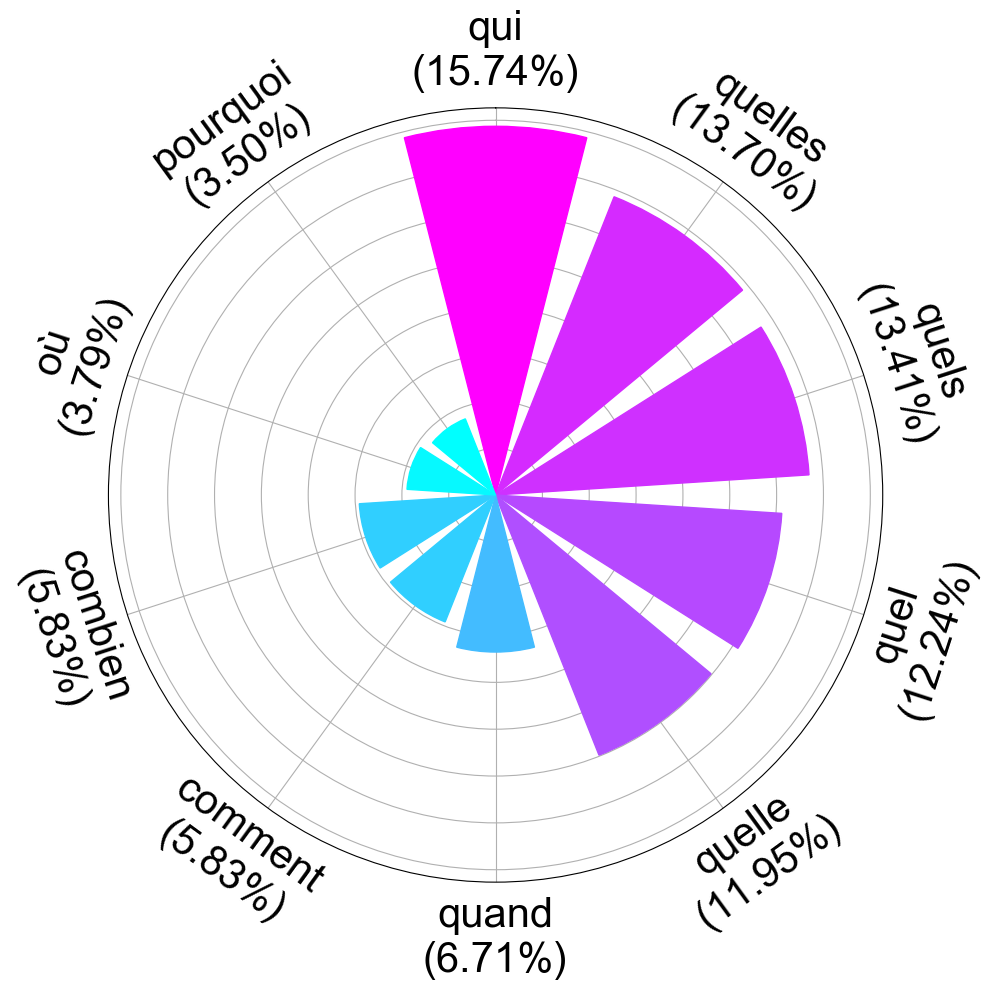 qui
(15.74%)
quelles
(13.70%)
quels
(13.41%)
quel
(12.24%)
quelle
(11.95%)
quand
(6.71%)
comment
(5.83%)
combien
(5.83%)
où
(3.79%)
pourquoi
(3.50%)